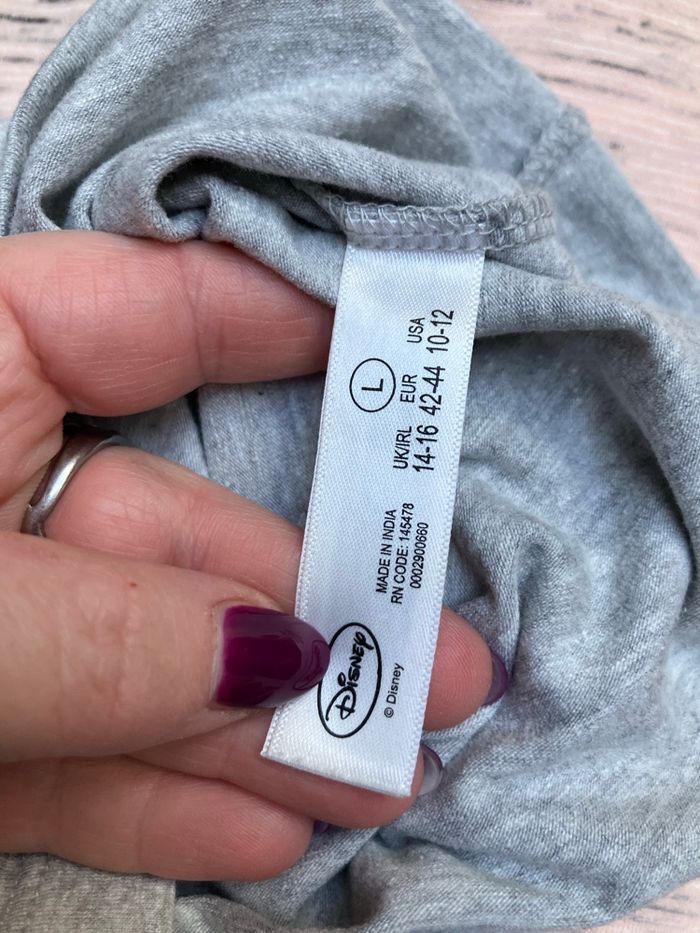 L
UK/IRL EUR USA
14-16 42-44 10-12
MADE IN INDIA
RN CODE: 145478
0002900660
Disney
© Disney